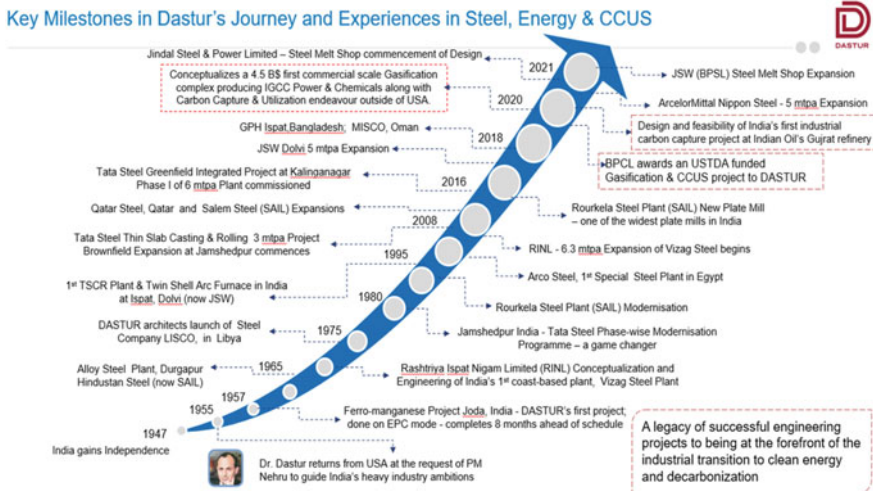 Key Milestones in Dastur's Journey and Experiences in Steel, Energy & CCUS
DASTUR
Jindal Steel & Power Limited – Steel Melt Shop commencement of Design
2021
JSW (BPSL) Steel Melt Shop Expansion
Conceptualizes a 4.5 B$ first commercial scale Gasification
complex producing IGCC Power & Chemicals along with
Carbon Capture & Utilization endeavour outside of USA.
2020
ArcelorMittal Nippon Steel - 5 mtpa Expansion
Design and feasibility of India's first industrial
carbon capture project at Indian Oil's Gujrat refinery
GPH Ispat,Bangladesh; MISCO, Oman
2018
JSW Dolvi 5 mtpa Expansion
BPCL awards an USTDA funded
Gasification & CCUS project to DASTUR
Tata Steel Greenfield Integrated Project at Kalinganagar
Phase I of 6 mtpa Plant commissioned
2016
Rourkela Steel Plant (SAIL) New Plate Mill
– one of the widest plate mills in India
Qatar Steel, Qatar and Salem Steel (SAIL) Expansions
2008
Tata Steel Thin Slab Casting & Rolling 3 mtpa Project
Brownfield Expansion at Jamshedpur commences
RINL - 6.3 mtpa Expansion of Vizag Steel begins
1995
Arco Steel, 1st Special Steel Plant in Egypt
1st TSCR Plant & Twin Shell Arc Furnace in India
at Ispat, Dolvi (now JSW)
1980
Rourkela Steel Plant (SAIL) Modernisation
DASTUR architects launch of Steel
Company LISCO, in Libya
1975
Jamshedpur India - Tata Steel Phase-wise Modernisation
Programme – a game changer
Alloy Steel Plant, Durgapur
Hindustan Steel (now SAIL)
1965
Rashtriya Ispat Nigam Limited (RINL) Conceptualization and
Engineering of India's 1st coast-based plant, Vizag Steel Plant
1957
1955
Ferro-manganese Project Joda, India - DASTUR's first project;
done on EPC mode - completes 8 months ahead of schedule
1947
India gains Independence
Dr. Dastur returns from USA at the request of PM
Nehru to guide India's heavy industry ambitions
A legacy of successful engineering
projects to being at the forefront of the
industrial transition to clean energy
and decarbonization